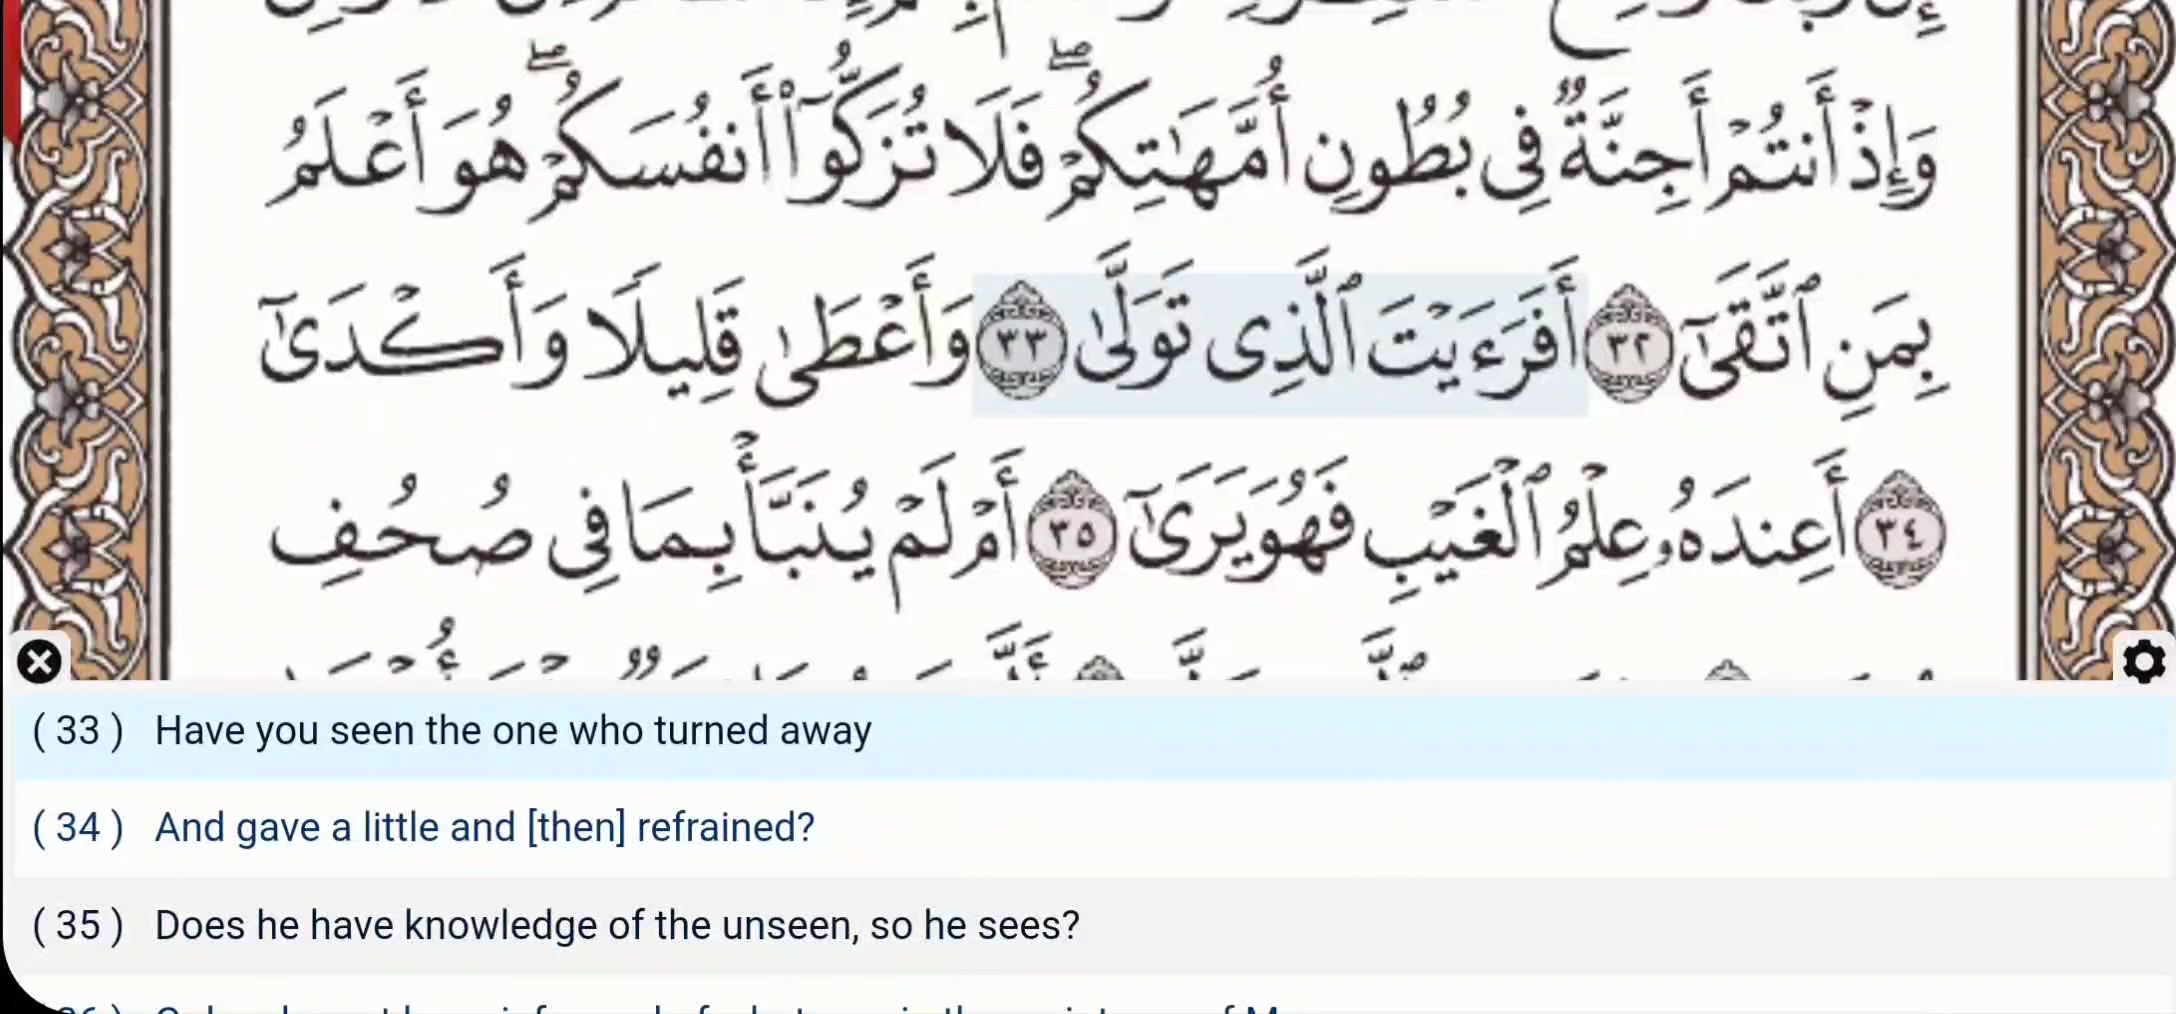 وَإِذْ أَنتُمْ أَجِنَّةٌ فِى بُطُونِ أُمَّهَـٰتِكُمْ ۖ فَلَا تُزَكُّوٓا۟ أَنفُسَكُمْ ۖ هُوَ أَعْلَمُ
بِمَنِ ٱتَّقَىٰٓ ٣٢ أَفَرَءَيْتَ ٱلَّذِى تَوَلَّىٰ ٣٣ وَأَعْطَىٰ قَلِيلًا وَأَكْدَىٰٓ
٣٤ أَعِندَهُۥ عِلْمُ ٱلْغَيْبِ فَهُوَ يَرَىٰٓ ٣٥ أَمْ لَمْ يُنَبَّأْ بِمَا فِى صُحُفِ
( 33 ) Have you seen the one who turned away
( 34 ) And gave a little and [then] refrained?
( 35 ) Does he have knowledge of the unseen, so he sees?